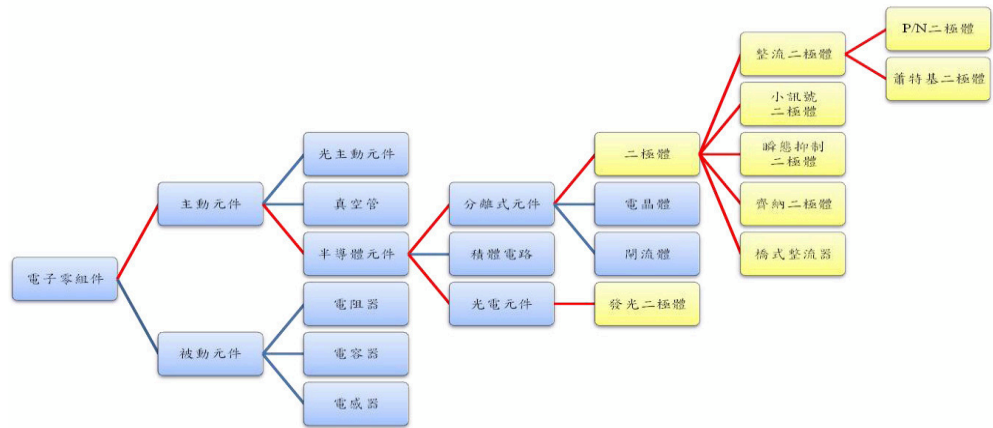 電子零組件
主動元件
被動元件
光主動元件
真空管
半導體元件
電阻器
電容器
電感器
分離式元件
積體電路
光電元件
二極體
電晶體
閘流體
發光二極體
整流二極體
小訊號
二極體
瞬態抑制
二極體
齊納二極體
橋式整流器
P/N二極體
蕭特基二極體